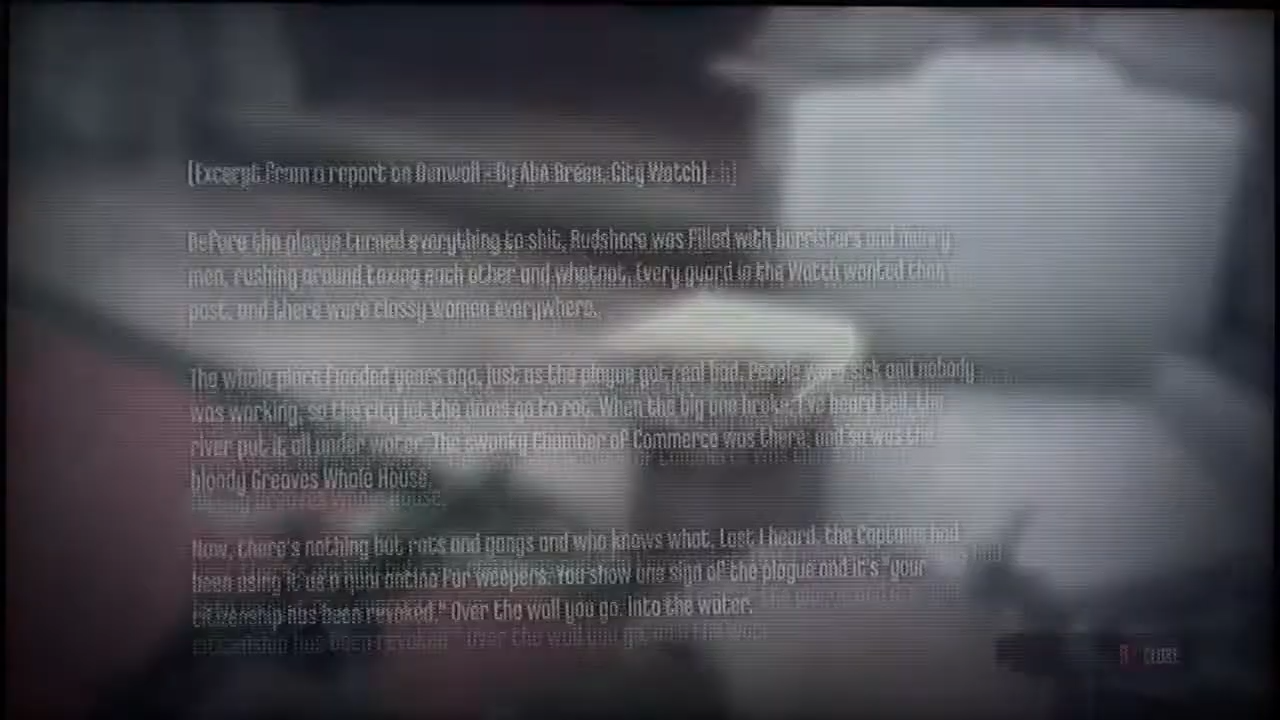 [Excerpt from a report on Dunwall - By AbA Breen, City Watch]
Before the plague turned everything to shit, Rudshore was filled with barristers and money
men, rushing around taxing each other and whatnot. Every guard in the Watch wanted that
post, and there were classy women everywhere.
The whole place flooded years ago, just as the plague got real bad. People were sick and nobody
was working, so the city let the dams go to rot. When the big one broke, I've heard tell, the
river put it all under water. The swanky Chamber of Commerce was there, and so was the
bloody Greaves Whale House.
Now, there's nothing but rats and gangs and who knows what. Last I heard, the Captains had
been using it as a quarantine for weepers. You show one sign of the plague and it's "your
citizenship has been revoked." Over the wall you go. Into the water.
CLOSE